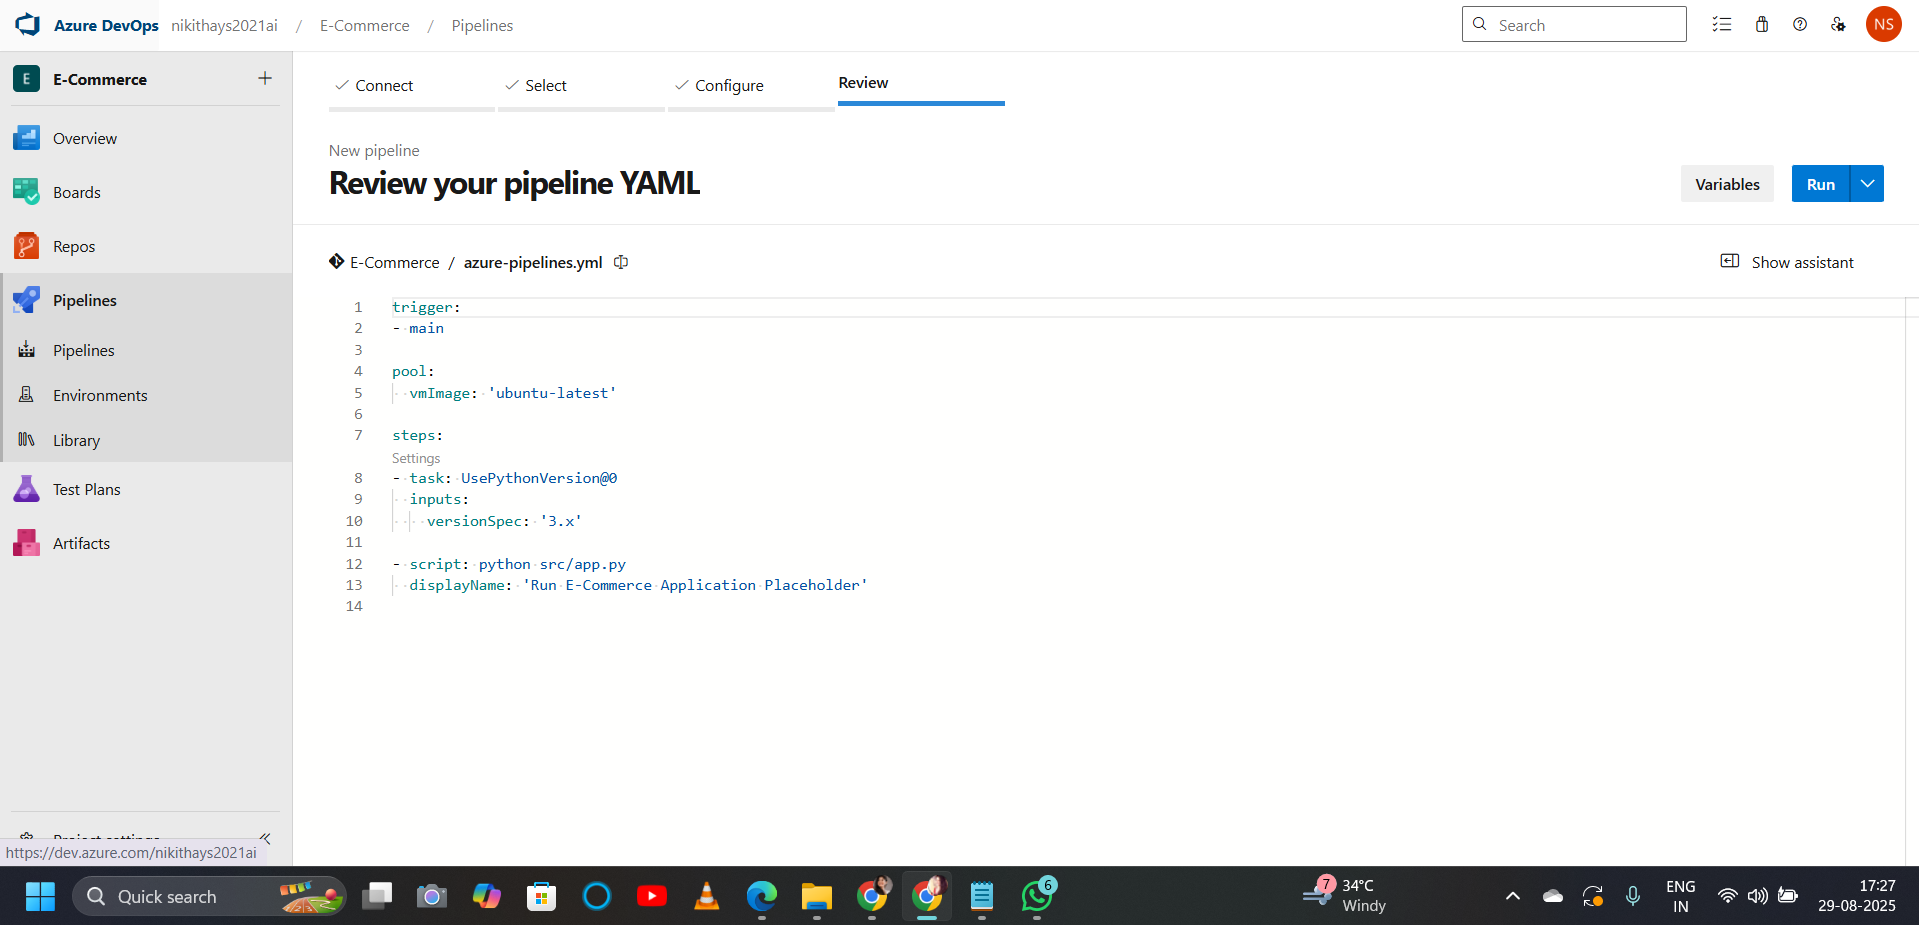 Azure DevOps nikithays2021ai / E-Commerce / Pipelines
Search
NS
E E-Commerce +
Overview
Boards
Repos
Pipelines
Pipelines
Environments
Library
Test Plans
Artifacts
Project settings
https://dev.azure.com/nikithays2021ai
Connect
Select
Configure
Review
New pipeline
Review your pipeline YAML
Variables
Run
E-Commerce / azure-pipelines.yml
Show assistant
1 trigger:
2 - main
3
4 pool:
5   vmImage: 'ubuntu-latest'
6
7 steps:
Settings
8 - task: UsePythonVersion@0
9   inputs:
10     versionSpec: '3.x'
11
12 - script: python src/app.py
13   displayName: 'Run E-Commerce Application Placeholder'
14
Quick search
6
7
34°C
Windy
ENG
IN
17:27
29-08-2025